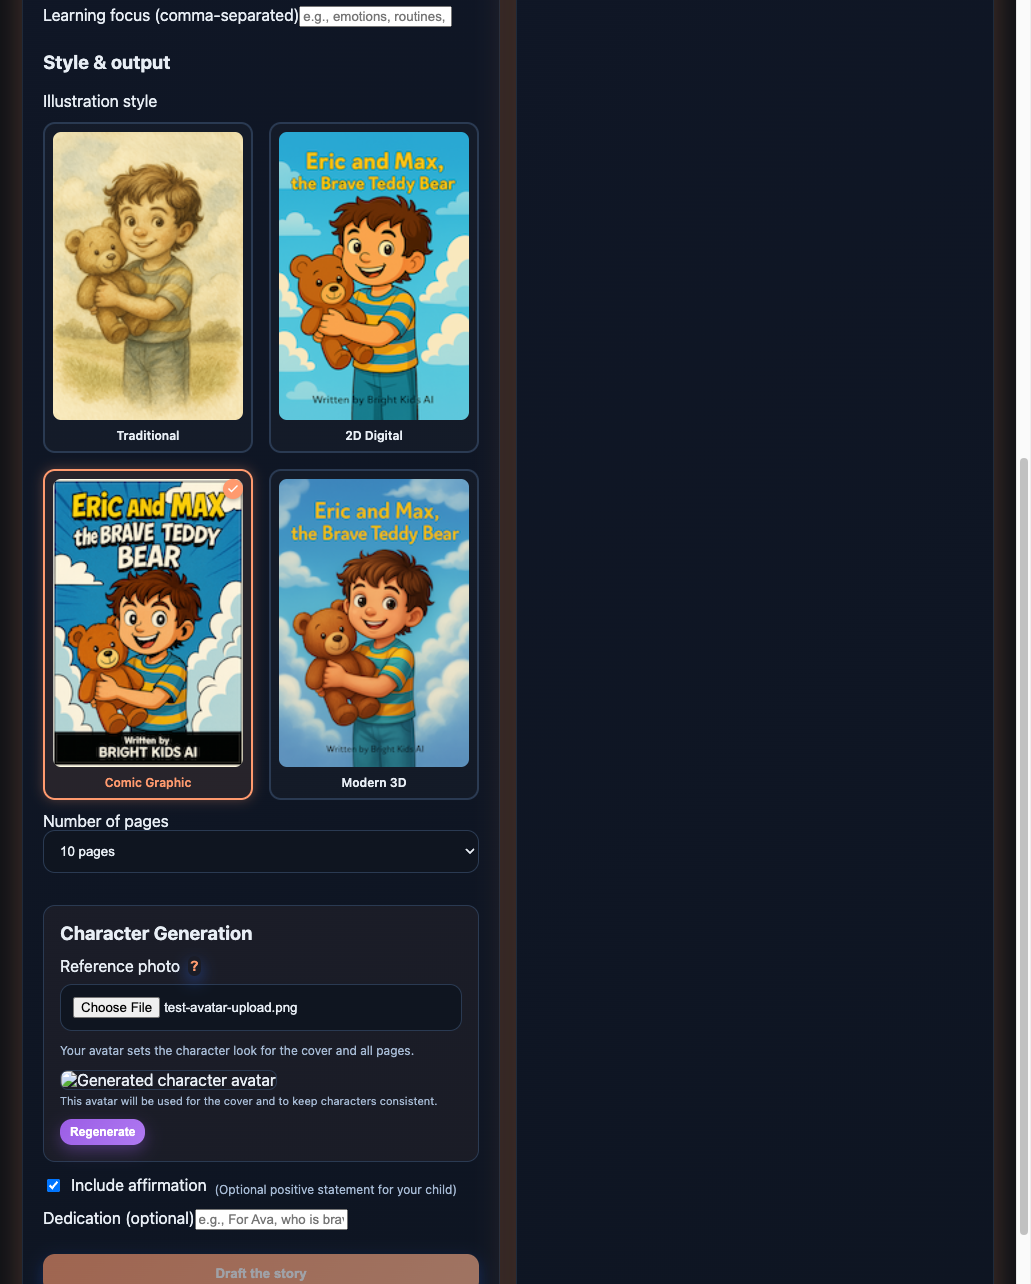 Learning focus (comma-separated) e.g., emotions, routines,
Style & output
Illustration style
Eric and Max,
the Brave Teddy Bear
Written by Bright Kids AI
Traditional
2D Digital
ERIC AND MAX
the BRAVE TEDDY
BEAR
Written by
BRIGHT KIDS AI
Eric and Max,
the Brave Teddy Bear
Written by Bright Kids AI
Comic Graphic
Modern 3D
Number of pages
10 pages
Character Generation
Reference photo ?
Choose File test-avatar-upload.png
Your avatar sets the character look for the cover and all pages.
Generated character avatar
This avatar will be used for the cover and to keep characters consistent.
Regenerate
Include affirmation (Optional positive statement for your child)
Dedication (optional) e.g., For Ava, who is brav
Draft the story